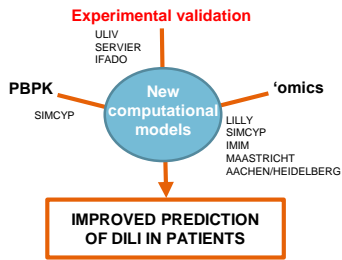 Experimental validation
ULIV
SERVIER
IFADO
PBPK
SIMCYP
New
computational
models
'omics
LILLY
SIMCYP
IMIM
MAASTRICHT
AACHEN/HEIDELBERG
IMPROVED PREDICTION
OF DILI IN PATIENTS